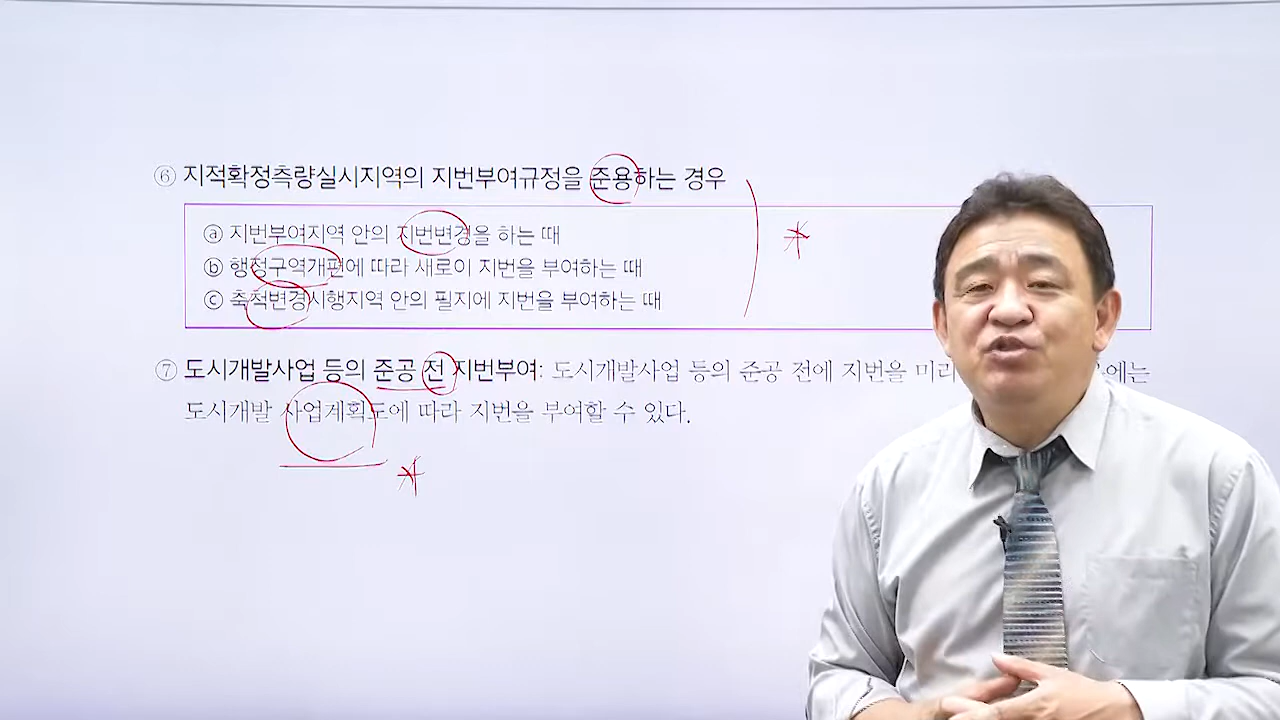 ⑥ 지적확정측량실시지역의 지번부여규정을 준용하는 경우
ⓐ 지번부여지역 안의 지번변경을 하는 때
ⓑ 행정구역개편에 따라 새로이 지번을 부여하는 때
ⓒ 축척변경시행지역 안의 필지에 지번을 부여하는 때
⑦ 도시개발사업 등의 준공 전 지번부여: 도시개발사업 등의 준공 전에 지번을 미리 에는
도시개발 사업계획도에 따라 지번을 부여할 수 있다.